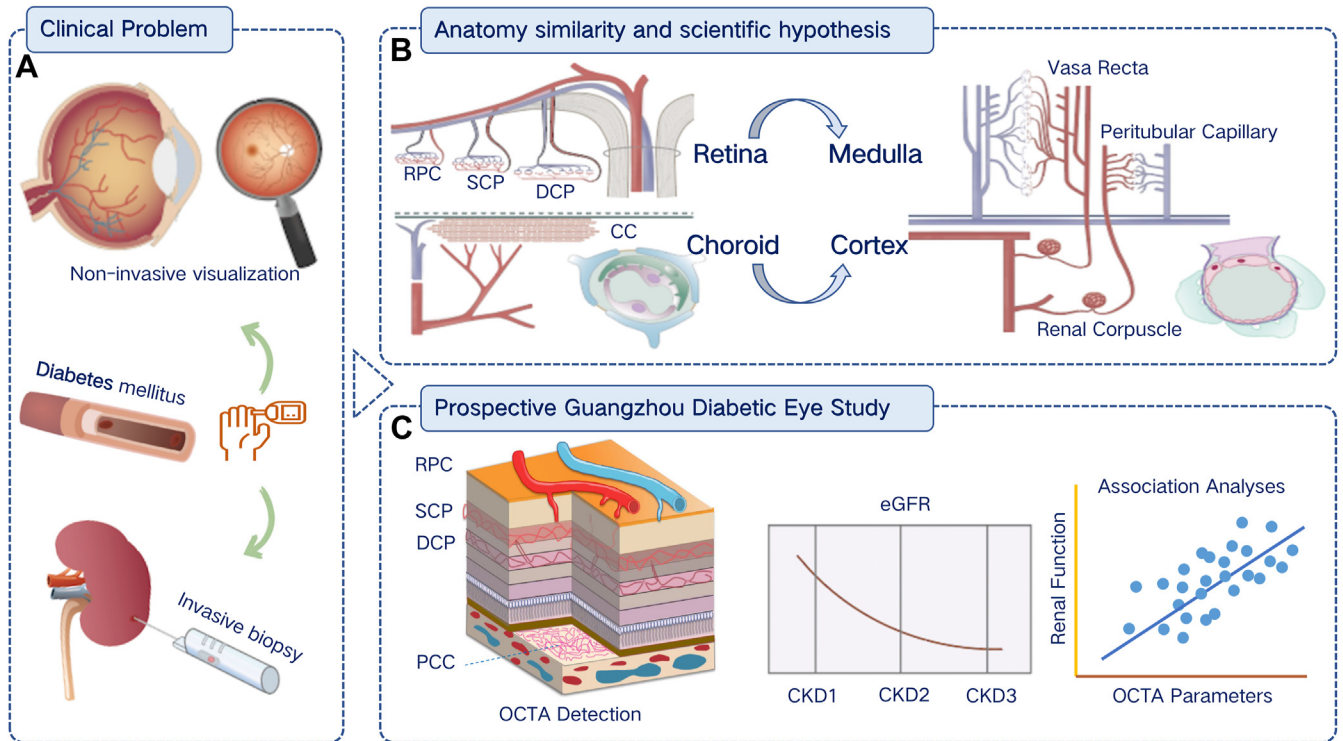 Clinical Problem
A
Non-invasive visualization
Diabetes mellitus
Invasive biopsy
Anatomy similarity and scientific hypothesis
B
RPC
SCP
DCP
CC
Retina
Medulla
Choroid
Cortex
Vasa Recta
Peritubular Capillary
Renal Corpuscle
Prospective Guangzhou Diabetic Eye Study
C
RPC
SCP
DCP
PCC
OCTA Detection
eGFR
CKD1
CKD2
CKD3
Association Analyses
Renal Function
OCTA Parameters